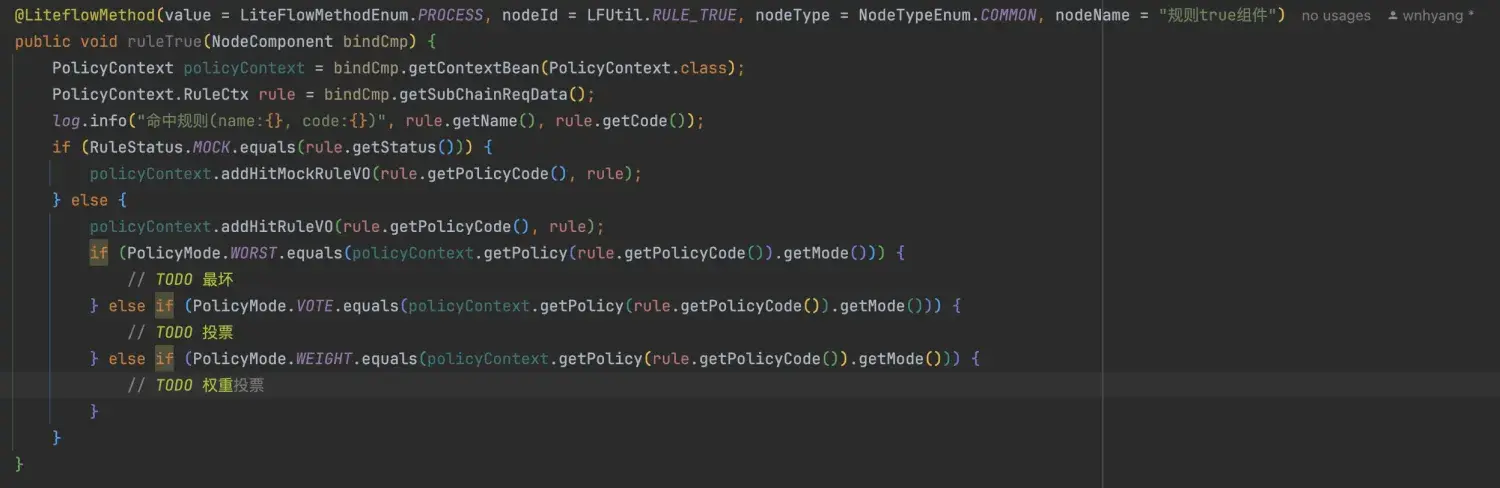 @LiteflowMethod(value = LiteFlowMethodEnum.PROCESS, nodeId = LFUtil.RULE_TRUE, nodeType = NodeTypeEnum.COMMON, nodeName = "规则true组件") no usages wnhyang *
public void ruleTrue(NodeComponent bindCmp) {
    PolicyContext policyContext = bindCmp.getContextBean(PolicyContext.class);
    PolicyContext.RuleCtx rule = bindCmp.getSubChainReqData();
    log.info("命中规则(name:{}, code:{})", rule.getName(), rule.getCode());
    if (RuleStatus.MOCK.equals(rule.getStatus())) {
        policyContext.addHitMockRuleVO(rule.getPolicyCode(), rule);
    } else {
        policyContext.addHitRuleVO(rule.getPolicyCode(), rule);
        if (PolicyMode.WORST.equals(policyContext.getPolicy(rule.getPolicyCode()).getMode())) {
            // TODO 最坏
        } else if (PolicyMode.VOTE.equals(policyContext.getPolicy(rule.getPolicyCode()).getMode())) {
            // TODO 投票
        } else if (PolicyMode.WEIGHT.equals(policyContext.getPolicy(rule.getPolicyCode()).getMode())) {
            // TODO 权重投票
        }
    }
}